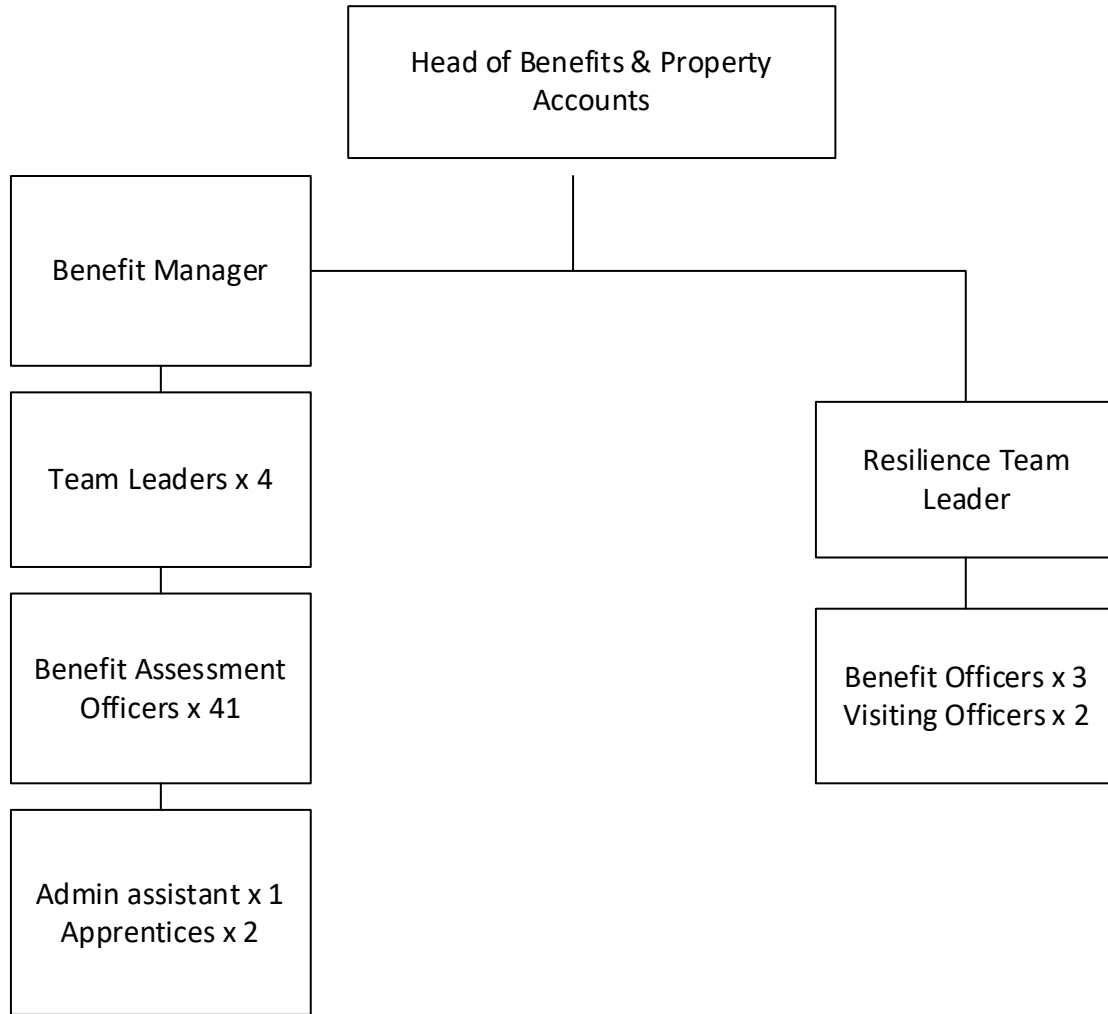 Head of Benefits & Property
Accounts
Benefit Manager
Team Leaders x 4
Benefit Assessment
Officers x 41
Admin assistant x 1
Apprentices x 2
Resilience Team
Leader
Benefit Officers x 3
Visiting Officers x 2